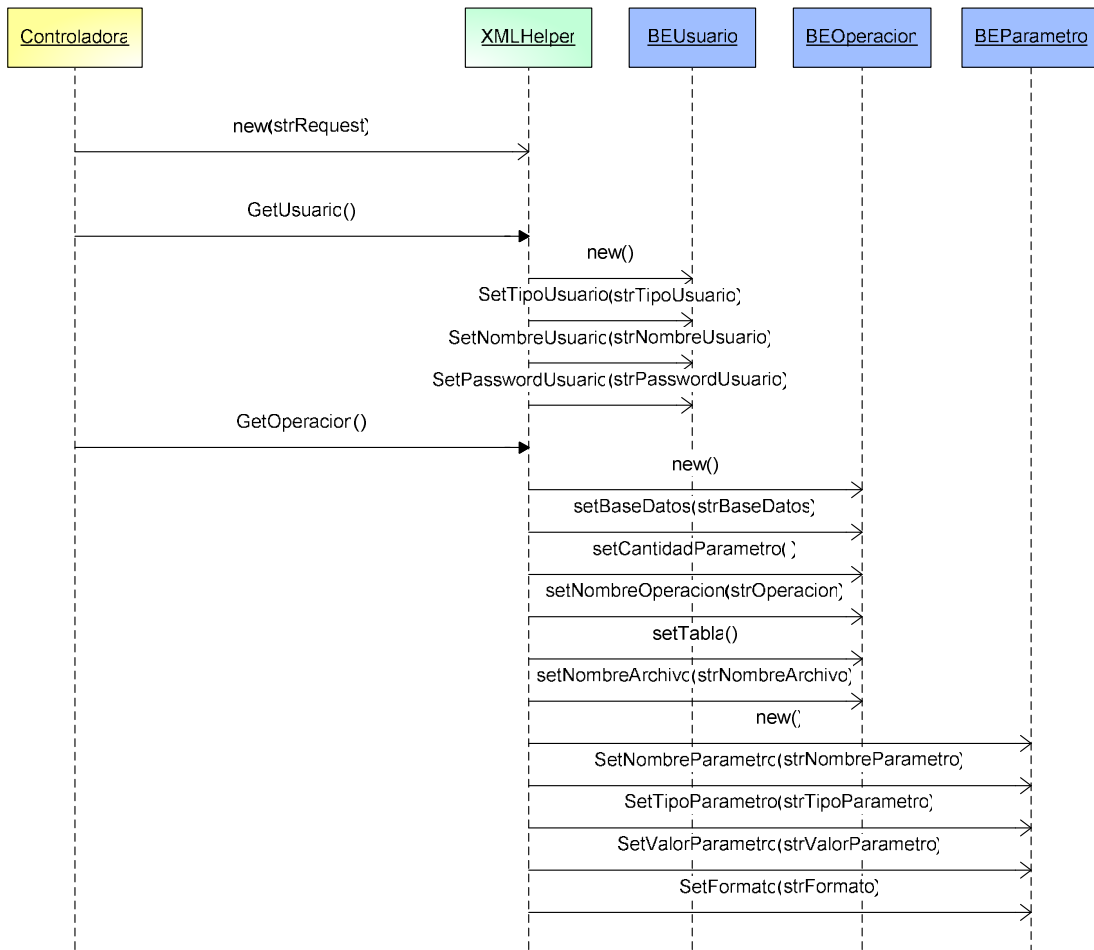 Controladora
XMLHelper
BEUsuario
BEOperacion
BEParametro
new(strRequest)
GetUsuario()
new()
SetTipoUsuario(strTipoUsuario)
SetNombreUsuario(strNombreUsuario)
SetPasswordUsuario(strPasswordUsuario)
GetOperacion()
new()
setBaseDatos(strBaseDatos)
setCantidadParametro( )
setNombreOperacion(strOperacion)
setTabla()
setNombreArchivo(strNombreArchivo)
new()
SetNombreParametro(strNombreParametro)
SetTipoParametro(strTipoParametro)
SetValorParametro(strValorParametro)
SetFormato(strFormato)